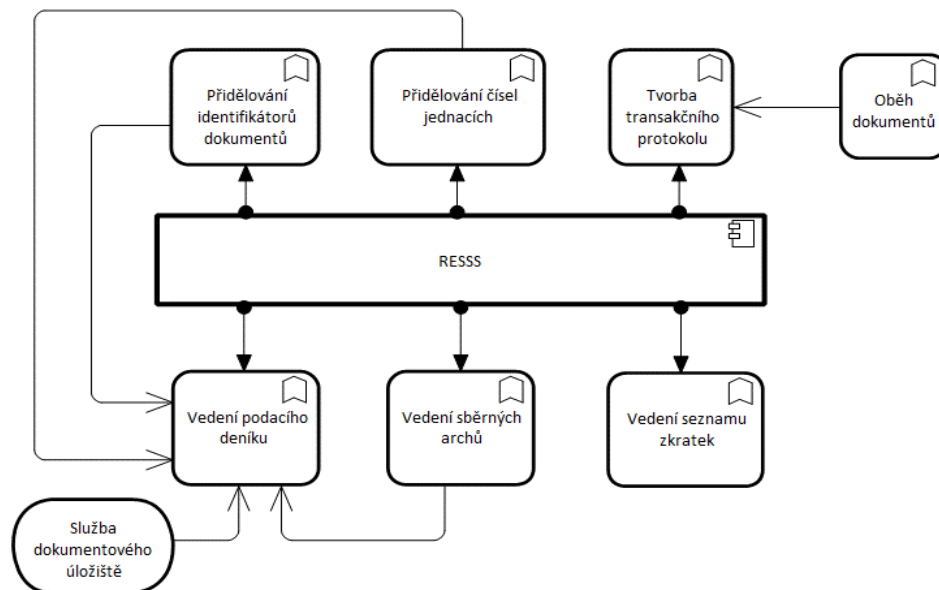 Přidělování
identifikátorů
dokumentů
Přidělování čísel
jednacích
Tvorba
transakčního
protokolu
Oběh
dokumentů
RESSS
Vedení podacího
deníku
Vedení sběrných
archů
Vedení seznamu
zkratek
Služba
dokumentového
úložiště